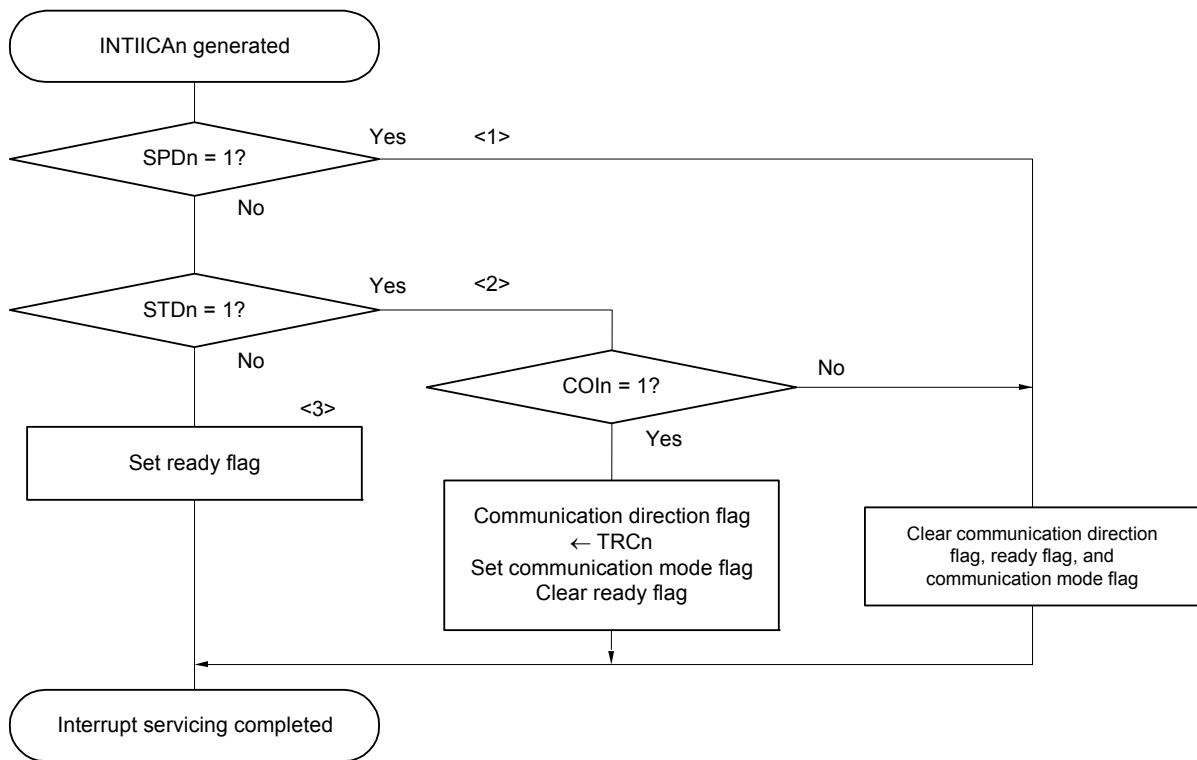 INTIICAn generated
Yes
<1>
SPDn = 1?
No
Yes
<2>
STDn = 1?
No
COIn = 1?
No
<3>
Yes
Set ready flag
Communication direction flag
← TRCn
Set communication mode flag
Clear ready flag
Clear communication direction
flag, ready flag, and
communication mode flag
Interrupt servicing completed